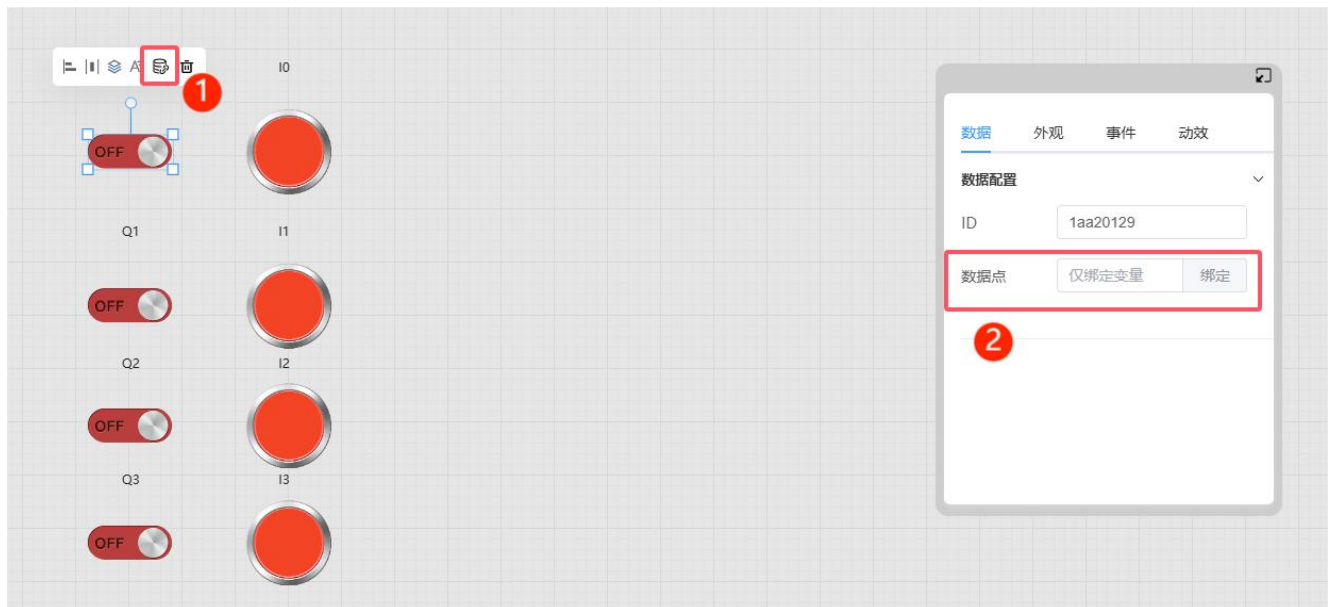 A
1
I0
OFF
Q1
I1
OFF
Q2
I2
OFF
Q3
I3
OFF
数据 外观 事件 动效
数据配置
ID 1aa20129
数据点 仅绑定变量 绑定
2